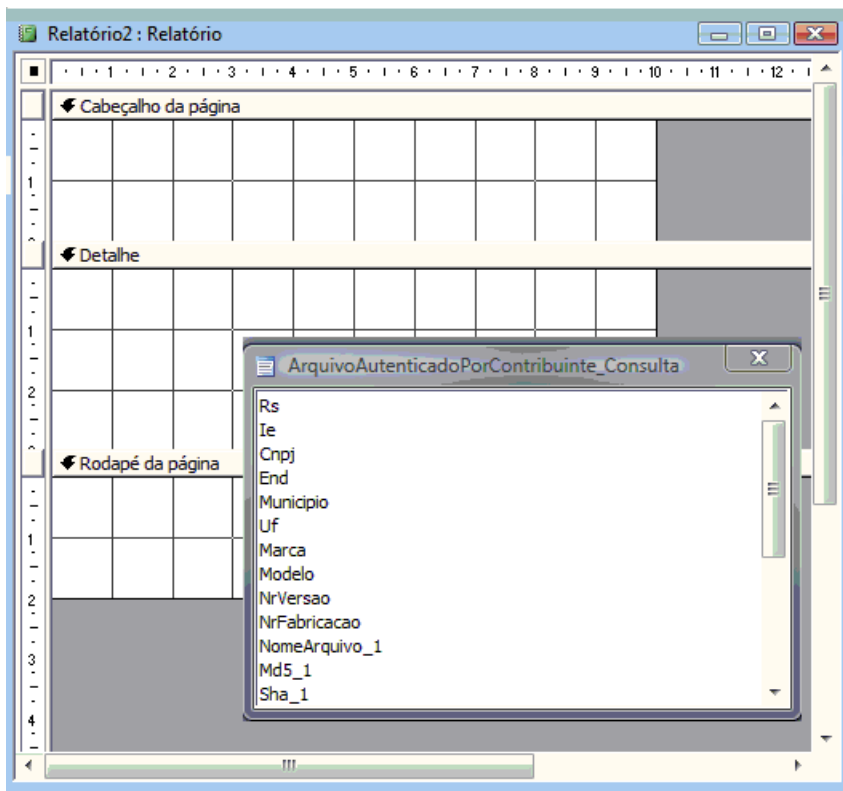 Relatório2 : Relatório
1 2 3 4 5 6 7 8 9 10 11 12
Cabeçalho da página
1
Detalhe
1
2
ArquivoAutenticadoPorContribuinte_Consulta
Rs
Ie
Cnpj
End
Municipio
Uf
Marca
Modelo
NrVersao
NrFabricacao
NomeArquivo_1
Md5_1
Sha_1
Rodapé da página
1
2
3
4